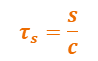 τₛ = s/c